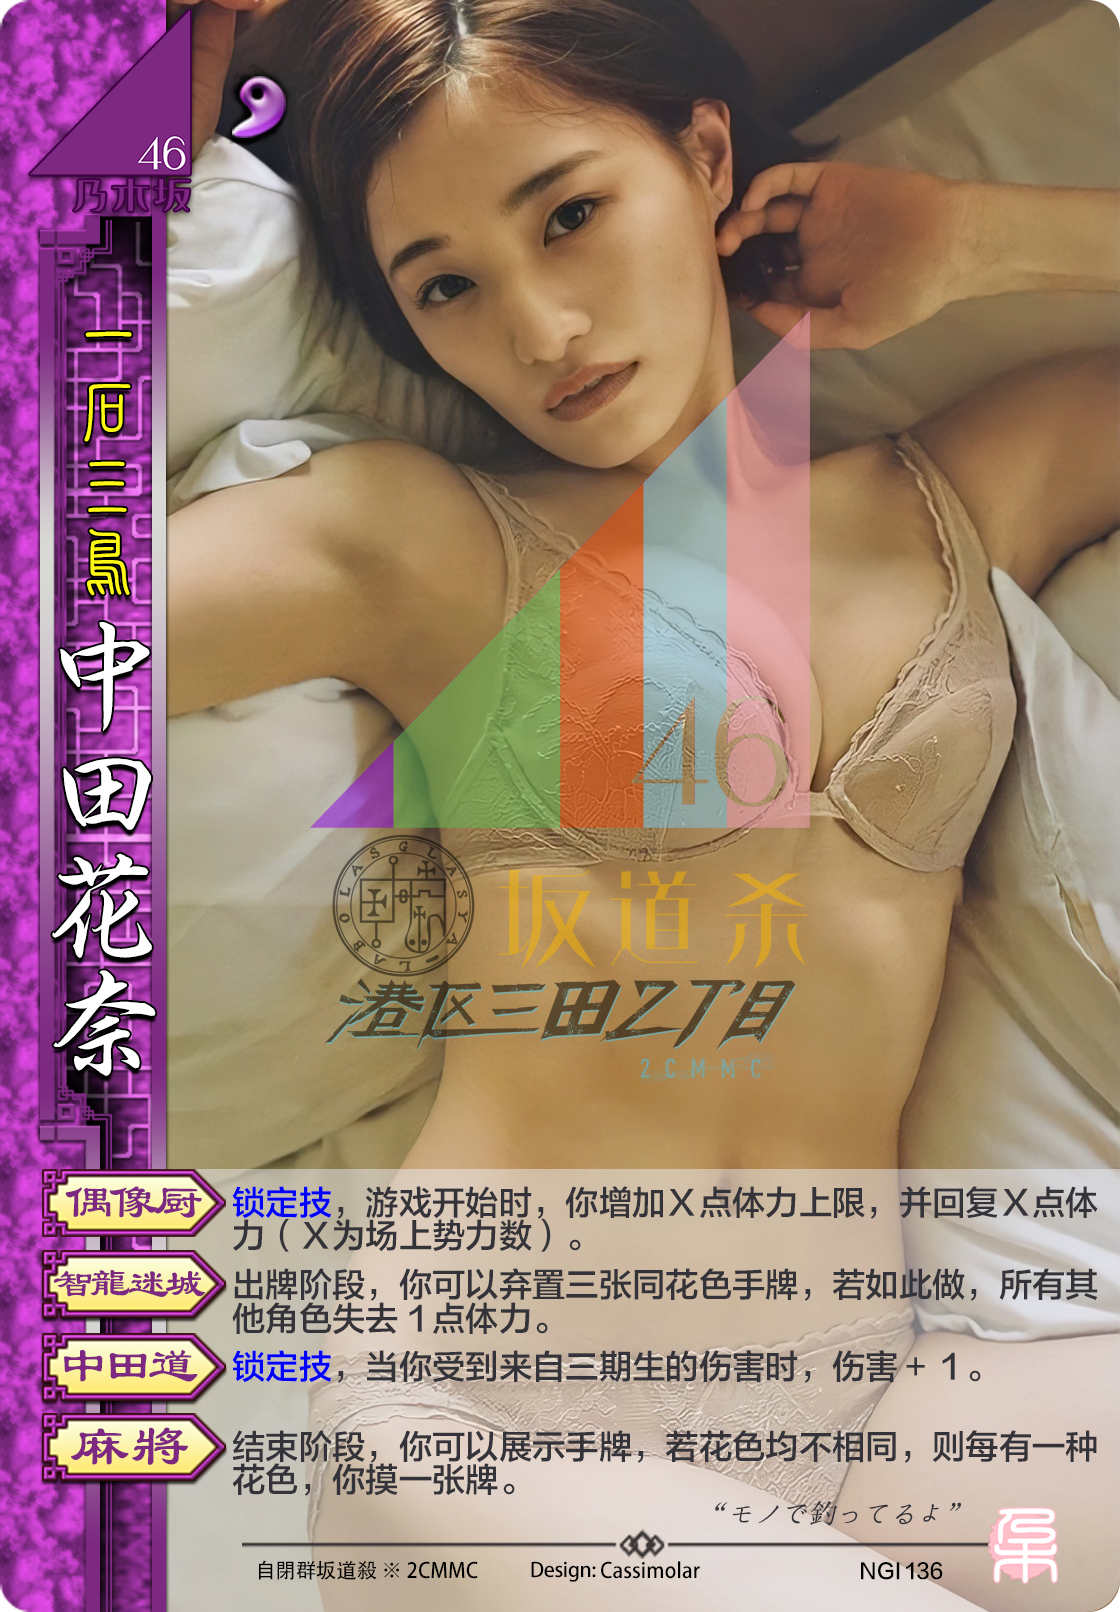 46
乃木坂
一石三鳥
中田花奈
46
GLASYA LABOLAS
坂道杀
港区三田乙丁目
2CMMC
偶像厨
锁定技，游戏开始时，你增加X点体力上限，并回复X点体
力（X为场上势力数）。
智龍迷城
出牌阶段，你可以弃置三张同花色手牌，若如此做，所有其
他角色失去1点体力。
中田道
锁定技，当你受到来自三期生的伤害时，伤害+1。
麻將
结束阶段，你可以展示手牌，若花色均不相同，则每有一种
花色，你摸一张牌。
“モノで釣ってるよ”
自閉群坂道殺 ※ 2CMMC
Design: Cassimolar
NGI136